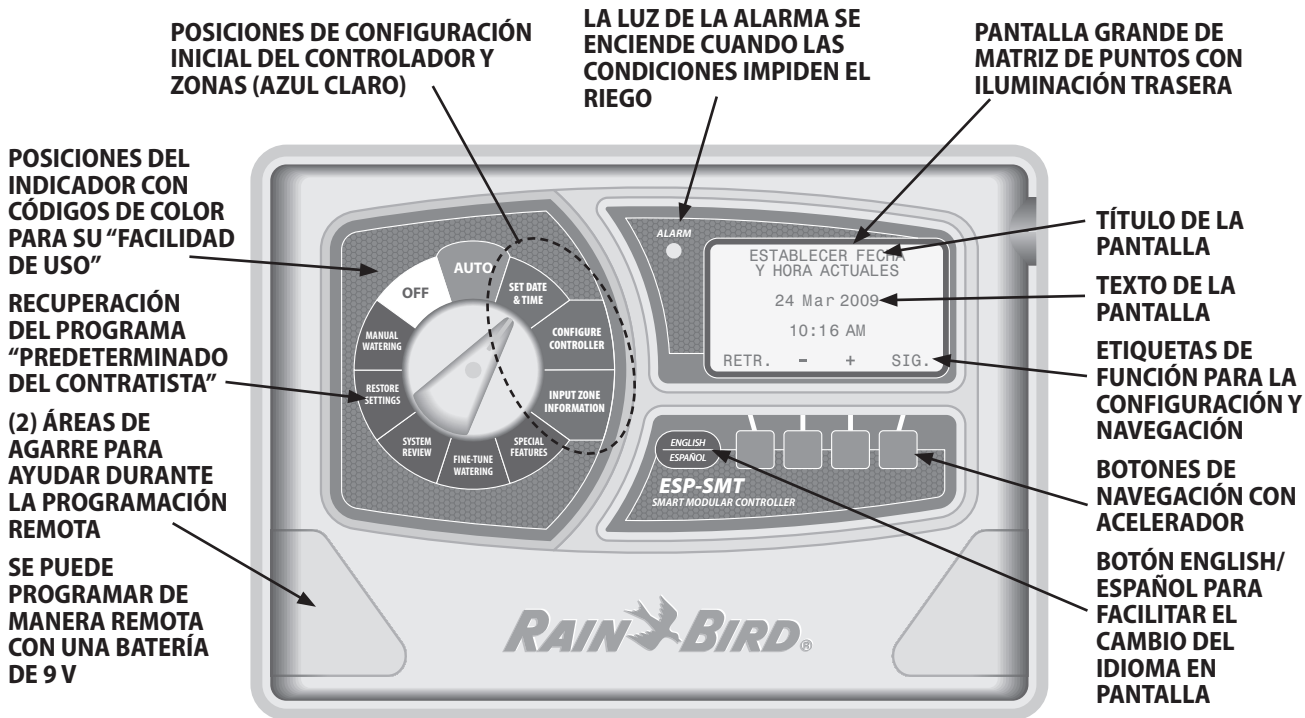 POSICIONES DE CONFIGURACIÓN
INICIAL DEL CONTROLADOR Y
ZONAS (AZUL CLARO)
LA LUZ DE LA ALARMA SE
ENCIENDE CUANDO LAS
CONDICIONES IMPIDEN EL
RIEGO
PANTALLA GRANDE DE
MATRIZ DE PUNTOS CON
ILUMINACIÓN TRASERA
POSICIONES DEL
INDICADOR CON
CÓDIGOS DE COLOR
PARA SU “FACILIDAD
DE USO”
RECUPERACIÓN
DEL PROGRAMA
“PREDETERMINADO
DEL CONTRATISTA”
(2) ÁREAS DE
AGARRE PARA
AYUDAR DURANTE
LA PROGRAMACIÓN
REMOTA
SE PUEDE
PROGRAMAR DE
MANERA REMOTA
CON UNA BATERÍA
DE 9 V
OFF
AUTO
SET DATE
& TIME
CONFIGURE
CONTROLLER
INPUT ZONE
INFORMATION
SPECIAL
FEATURES
FINE-TUNE
WATERING
SYSTEM
REVIEW
RESTORE
SETTINGS
MANUAL
WATERING
ALARM
ESTABLECER FECHA
Y HORA ACTUALES
24 Mar 2009
10:16 AM
RETR. - + SIG.
ENGLISH
ESPAÑOL
ESP-SMT
SMART MODULAR CONTROLLER
RAIN BIRD®
TÍTULO DE LA
PANTALLA
TEXTO DE LA
PANTALLA
ETIQUETAS DE
FUNCIÓN PARA LA
CONFIGURACIÓN Y
NAVEGACIÓN
BOTONES DE
NAVEGACIÓN CON
ACELERADOR
BOTÓN ENGLISH/
ESPAÑOL PARA
FACILITAR EL
CAMBIO DEL
IDIOMA EN
PANTALLA